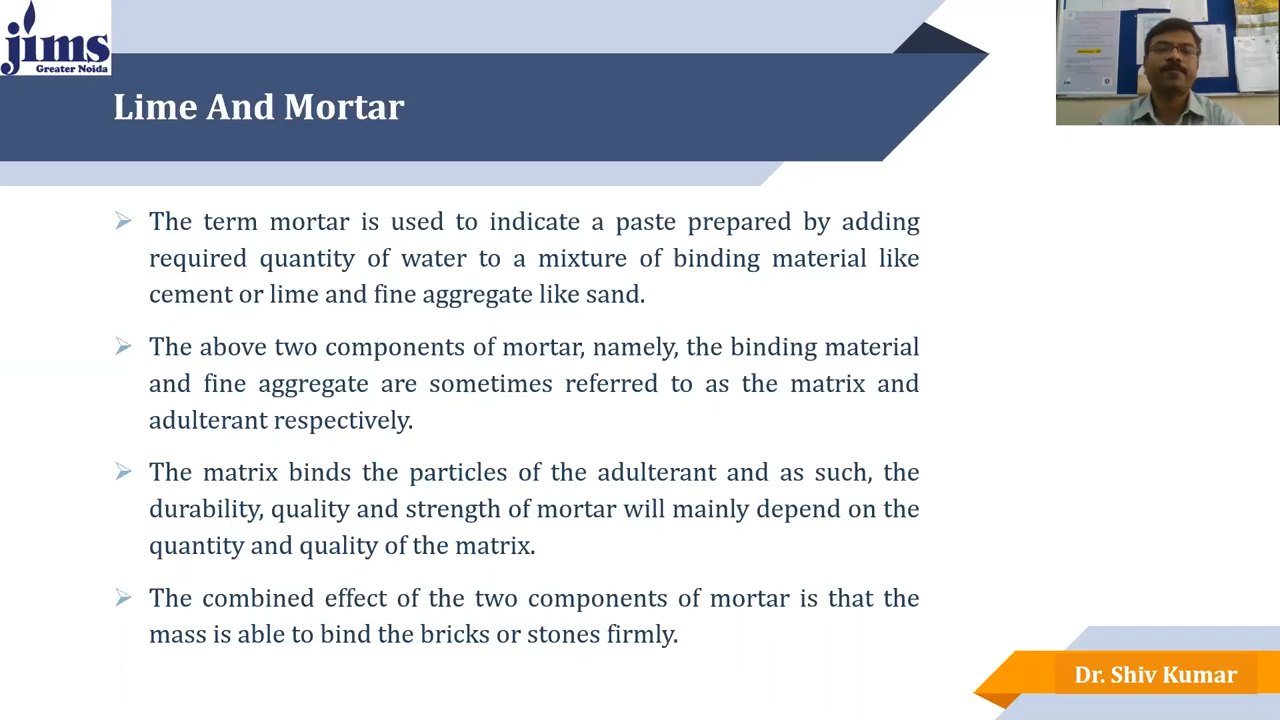 jims
Greater Noida
Lime And Mortar
The term mortar is used to indicate a paste prepared by adding
required quantity of water to a mixture of binding material like
cement or lime and fine aggregate like sand.
The above two components of mortar, namely, the binding material
and fine aggregate are sometimes referred to as the matrix and
adulterant respectively.
The matrix binds the particles of the adulterant and as such, the
durability, quality and strength of mortar will mainly depend on the
quantity and quality of the matrix.
The combined effect of the two components of mortar is that the
mass is able to bind the bricks or stones firmly.
Dr. Shiv Kumar